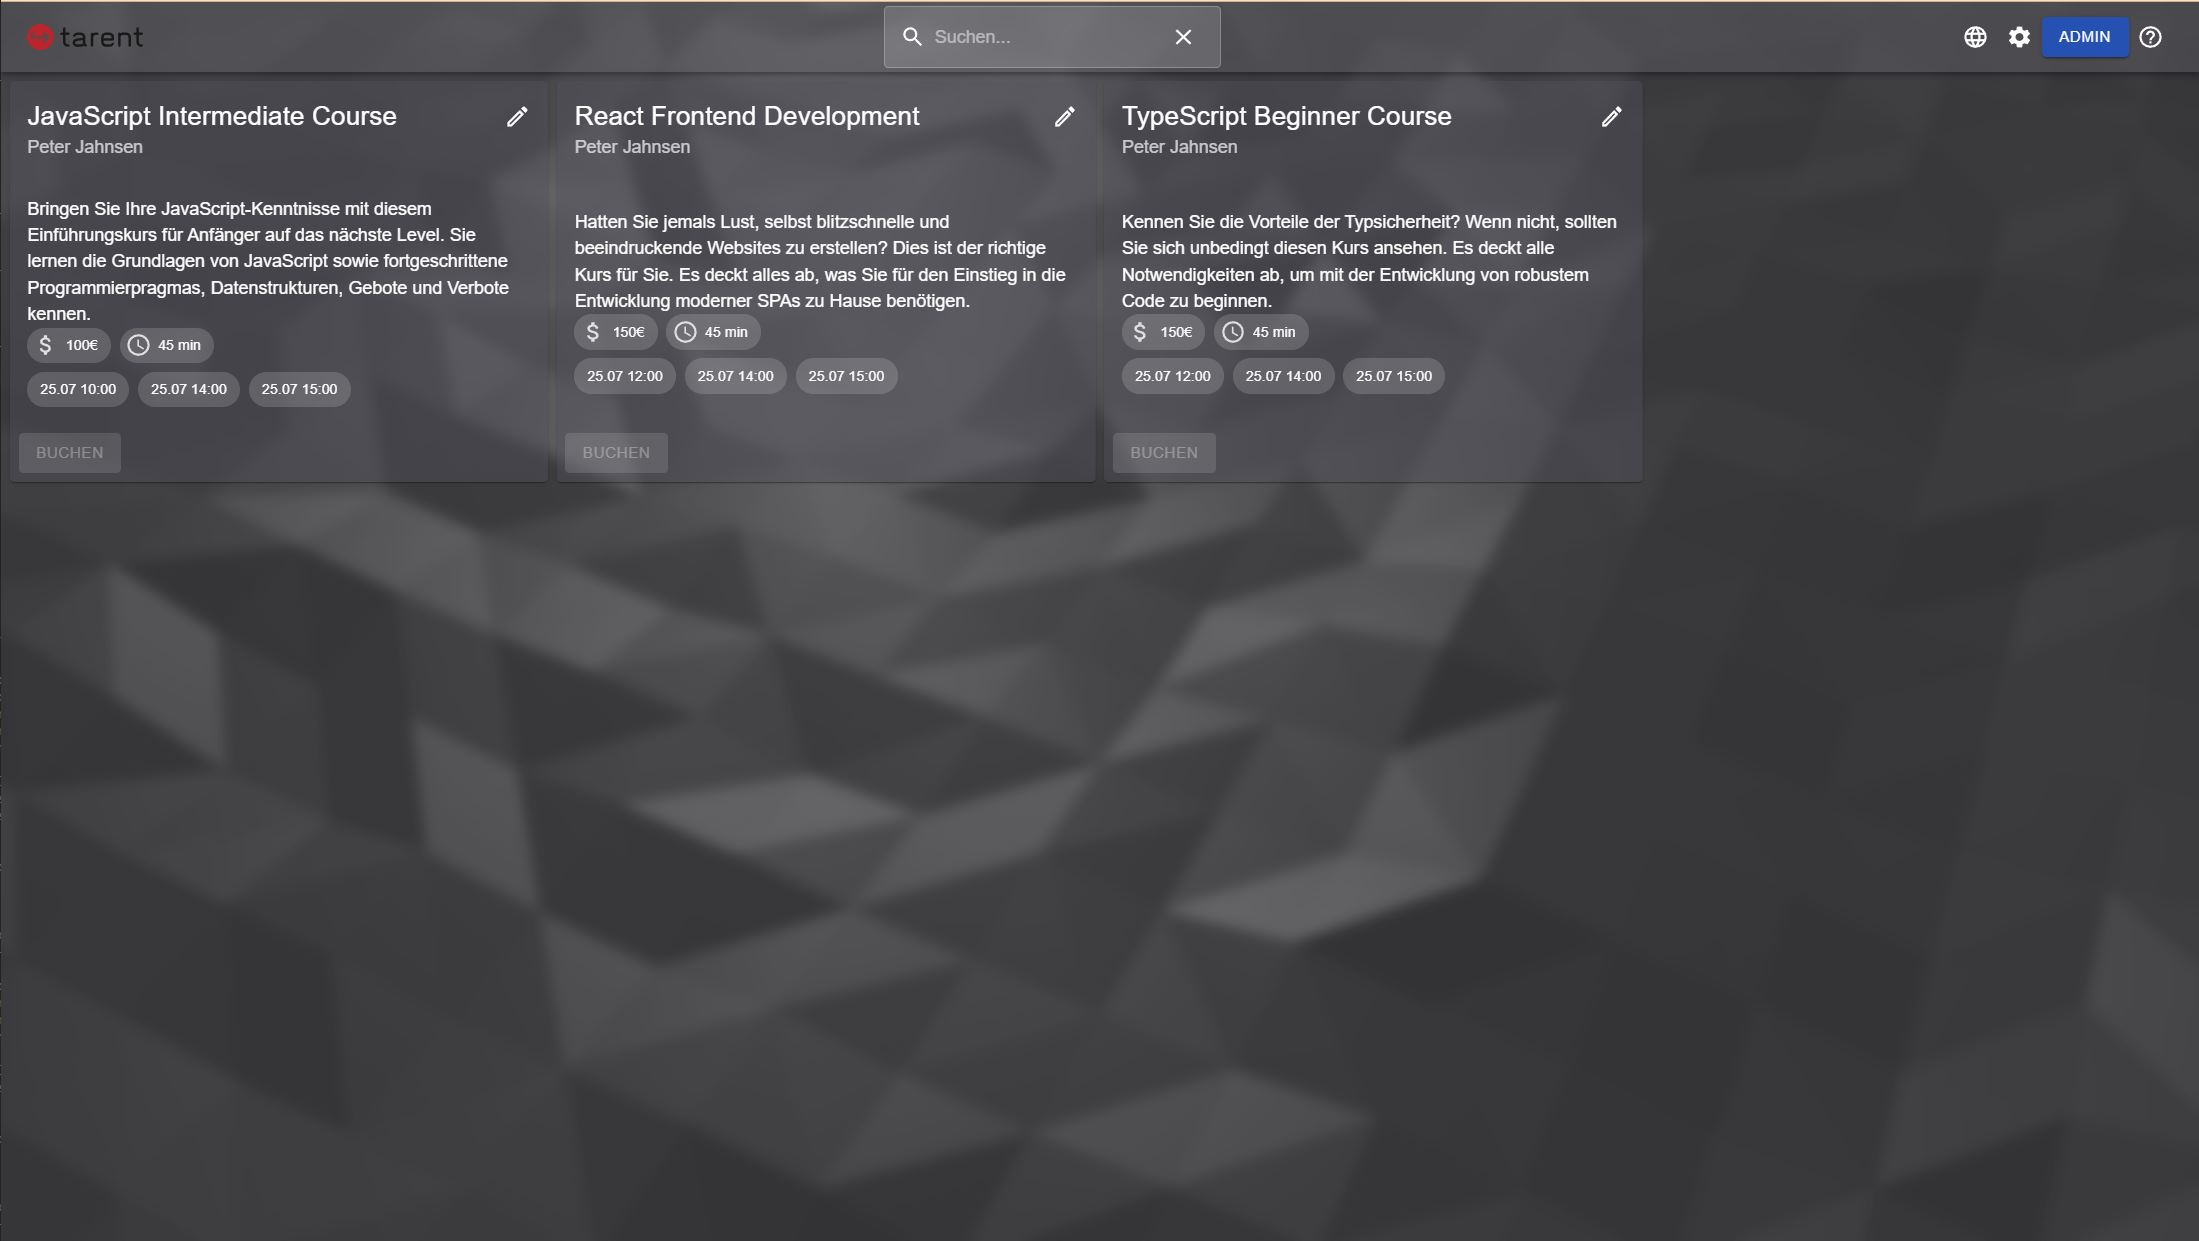 tarent
Suchen...
ADMIN
JavaScript Intermediate Course
Peter Jahnsen
Bringen Sie Ihre JavaScript-Kenntnisse mit diesem
Einführungskurs für Anfänger auf das nächste Level. Sie
lernen die Grundlagen von JavaScript sowie fortgeschrittene
Programmierpragmas, Datenstrukturen, Gebote und Verbote
kennen.
100€ 45 min
25.07 10:00 25.07 14:00 25.07 15:00
BUCHEN
React Frontend Development
Peter Jahnsen
Hatten Sie jemals Lust, selbst blitzschnelle und
beeindruckende Websites zu erstellen? Dies ist der richtige
Kurs für Sie. Es deckt alles ab, was Sie für den Einstieg in die
Entwicklung moderner SPAs zu Hause benötigen.
150€ 45 min
25.07 12:00 25.07 14:00 25.07 15:00
BUCHEN
TypeScript Beginner Course
Peter Jahnsen
Kennen Sie die Vorteile der Typsicherheit? Wenn nicht, sollten
Sie sich unbedingt diesen Kurs ansehen. Es deckt alle
Notwendigkeiten ab, um mit der Entwicklung von robustem
Code zu beginnen.
150€ 45 min
25.07 12:00 25.07 14:00 25.07 15:00
BUCHEN